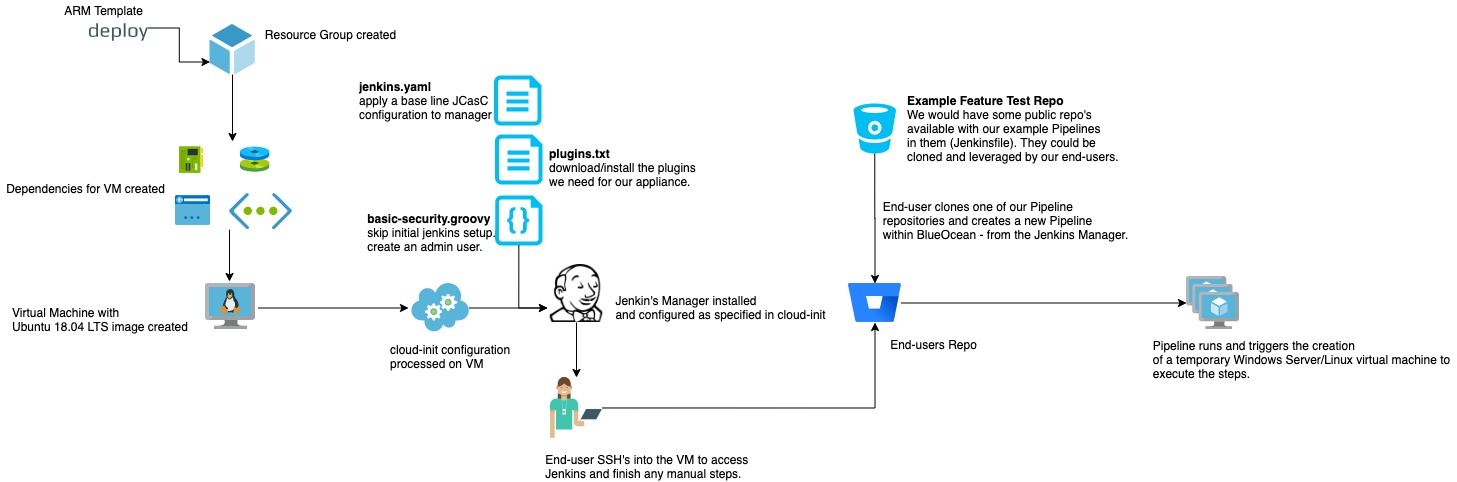 ARM Template
deploy
Resource Group created
jenkins.yaml
apply a base line JCasC
configuration to manager
plugins.txt
download/install the plugins
we need for our appliance.
Dependencies for VM created
basic-security.groovy
skip initial jenkins setup.
create an admin user.
Example Feature Test Repo
We would have some public repo's
available with our example Pipelines
in them (Jenkinsfile). They could be
cloned and leveraged by our end-users.
End-user clones one of our Pipeline
repositories and creates a new Pipeline
within BlueOcean - from the Jenkins Manager.
Virtual Machine with
Ubuntu 18.04 LTS image created
cloud-init configuration
processed on VM
Jenkin's Manager installed
and configured as specified in cloud-init
End-users Repo
Pipeline runs and triggers the creation
of a temporary Windows Server/Linux virtual machine to
execute the steps.
End-user SSH's into the VM to access
Jenkins and finish any manual steps.